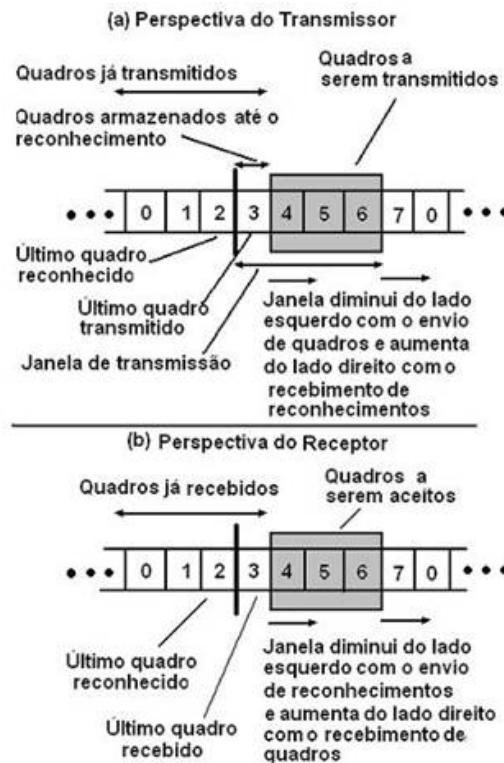 (a) Perspectiva do Transmissor
Quadros já transmitidos
Quadros a
serem transmitidos
Quadros armazenados até o
reconhecimento
••• 0 1 2 3 4 5 6 7 0 •••
Último quadro
reconhecido
Último quadro
transmitido
Janela de transmissão
Janela diminui do lado
esquerdo com o envio
de quadros e aumenta
do lado direito com o
recebimento de
reconhecimentos
(b) Perspectiva do Receptor
Quadros já recebidos
Quadros a
serem aceitos
••• 0 1 2 3 4 5 6 7 0 •••
Último quadro
reconhecido
Último quadro
recebido
Janela diminui do lado
esquerdo com o envio
de reconhecimentos
e aumenta do lado direito
com o recebimento de
quadros